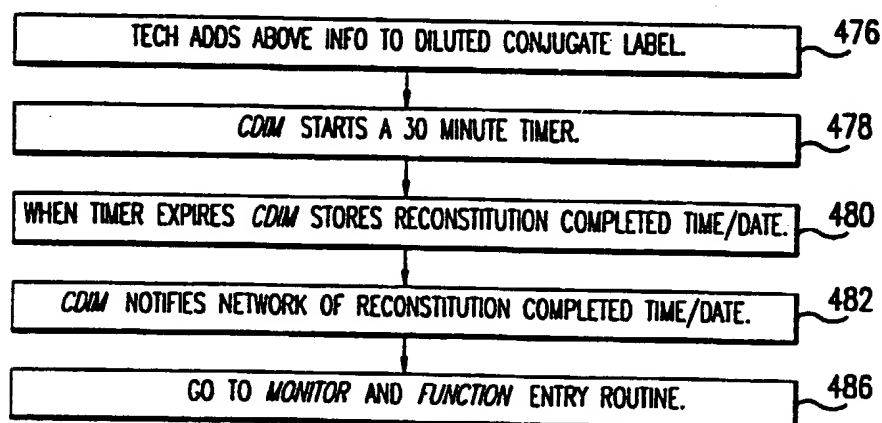 TECH ADDS ABOVE INFO TO DILUTED CONJUGATE LABEL. 476
CDIM STARTS A 30 MINUTE TIMER. 478
WHEN TIMER EXPIRES CDIM STORES RECONSTITUTION COMPLETED TIME/DATE. 480
CDIM NOTIFIES NETWORK OF RECONSTITUTION COMPLETED TIME/DATE. 482
GO TO MONITOR AND FUNCTION ENTRY ROUTINE. 486